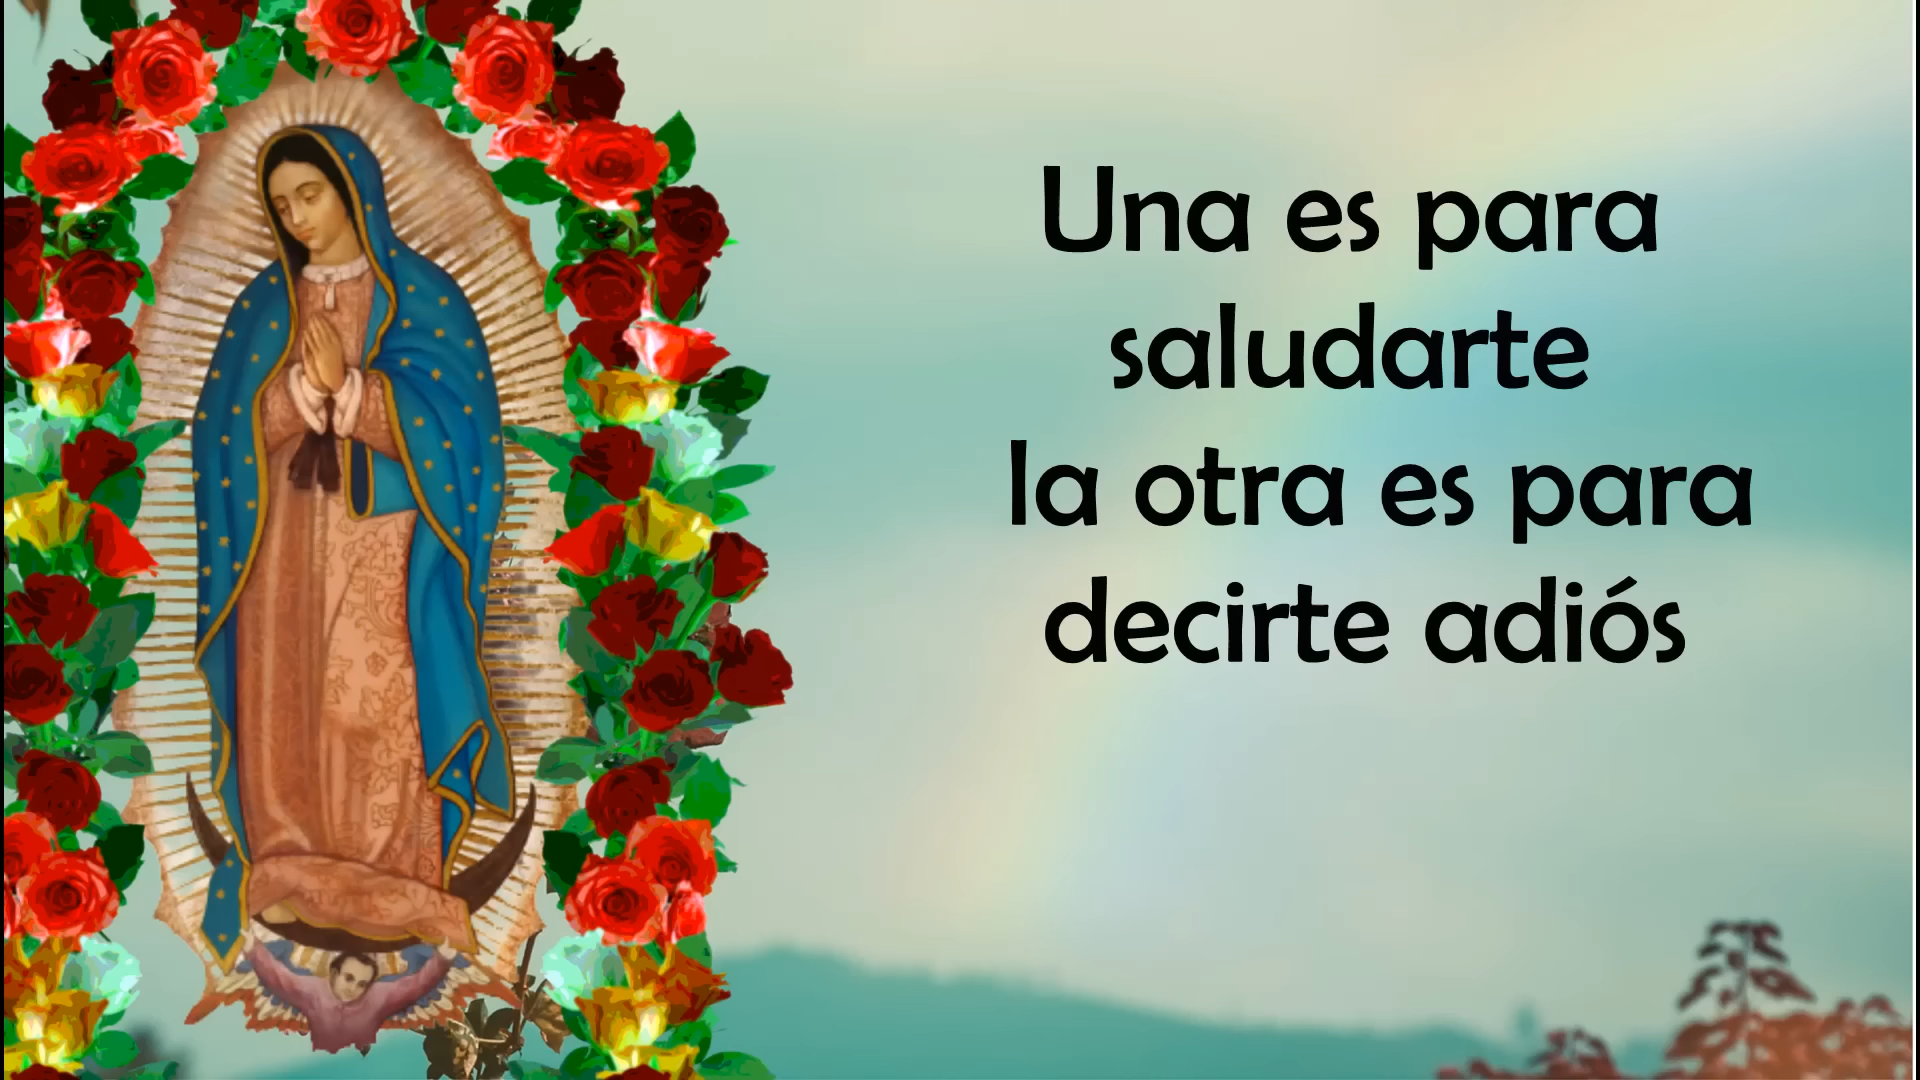 Una es para
saludarte
la otra es para
decirte adiós